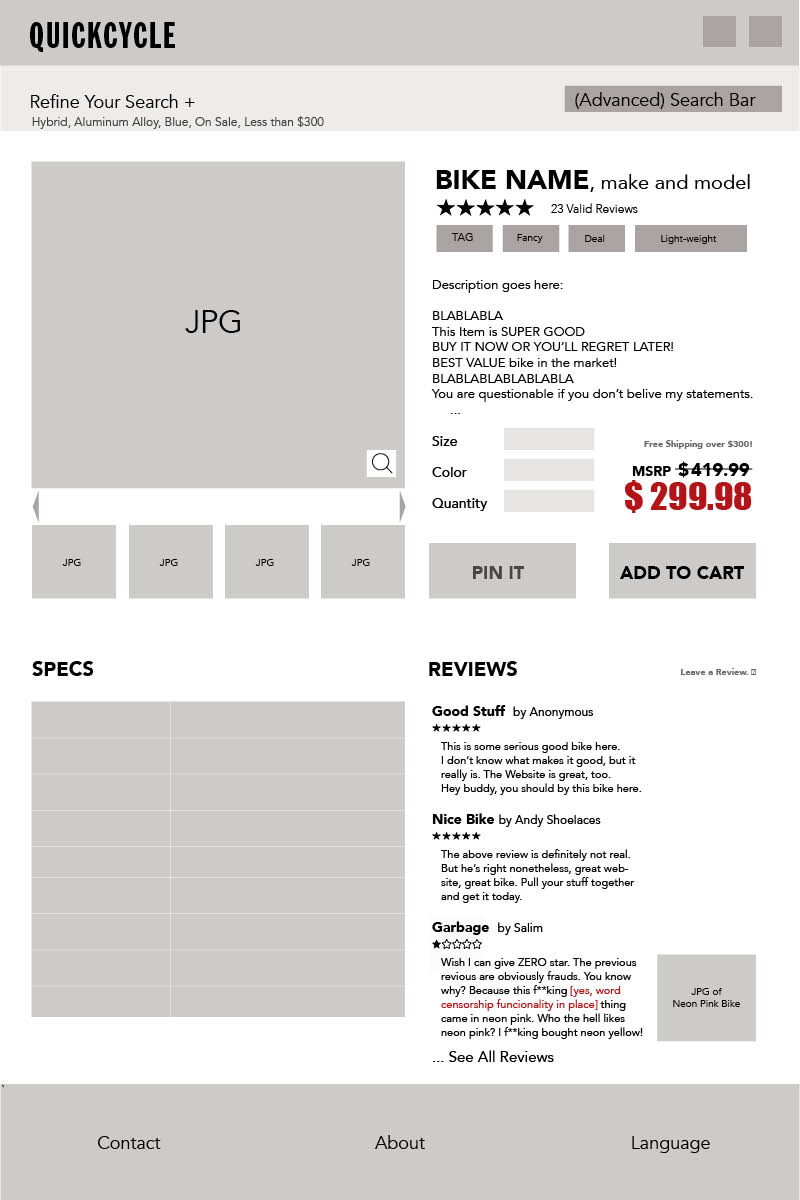 QUICKCYCLE
Refine Your Search +
Hybrid, Aluminum Alloy, Blue, On Sale, Less than $300
(Advanced) Search Bar
JPG
JPG
JPG
JPG
JPG
BIKE NAME, make and model
★★★★★ 23 Valid Reviews
TAG
Fancy
Deal
Light-weight
Description goes here:
BLABLABLA
This Item is SUPER GOOD
BUY IT NOW OR YOU’LL REGRET LATER!
BEST VALUE bike in the market!
BLABLABLABLABLABLA
You are questionable if you don’t belive my statements.
...
Size
Color
Quantity
Free Shipping over $300!
MSRP $419.99
$ 299.98
PIN IT
ADD TO CART
SPECS
REVIEWS
Leave a Review.
Good Stuff by Anonymous
★★★★★
This is some serious good bike here.
I don’t know what makes it good, but it
really is. The Website is great, too.
Hey buddy, you should by this bike here.
Nice Bike by Andy Shoelaces
★★★★★
The above review is definitely not real.
But he’s right nonetheless, great web-
site, great bike. Pull your stuff together
and get it today.
Garbage by Salim
★☆☆☆☆
Wish I can give ZERO star. The previous
revious are obviously frauds. You know
why? Because this f**king [yes, word
censorship funcionality in place] thing
came in neon pink. Who the hell likes
neon pink? I f**king bought neon yellow!
JPG of
Neon Pink Bike
... See All Reviews
Contact
About
Language